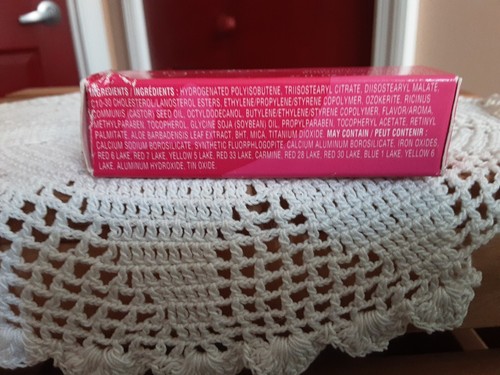 INGREDIENTS / INGRÉDIENTS : HYDROGENATED POLYISOBUTENE, TRIISOSTEARYL CITRATE, DIISOSTEARYL MALATE,
C10-30 CHOLESTEROL/LANOSTEROL ESTERS, ETHYLENE/PROPYLENE/STYRENE COPOLYMER, OZOKERITE, RICINUS
COMMUNIS (CASTOR) SEED OIL, OCTYLDODECANOL, BUTYLENE/ETHYLENE/STYRENE COPOLYMER, FLAVOR/AROMA,
METHYLPARABEN, TOCOPHEROL, GLYCINE SOJA (SOYBEAN) OIL, PROPYLPARABEN, TOCOPHERYL ACETATE, RETINYL
PALMITATE, ALOE BARBADENSIS LEAF EXTRACT, BHT, MICA, TITANIUM DIOXIDE. MAY CONTAIN / PEUT CONTENIR :
CALCIUM SODIUM BOROSILICATE, SYNTHETIC FLUORPHLOGOPITE, CALCIUM ALUMINUM BOROSILICATE, IRON OXIDES,
RED 6 LAKE, RED 7 LAKE, YELLOW 5 LAKE, RED 33 LAKE, CARMINE, RED 28 LAKE, RED 30 LAKE, BLUE 1 LAKE, YELLOW 6
LAKE, ALUMINUM HYDROXIDE, TIN OXIDE